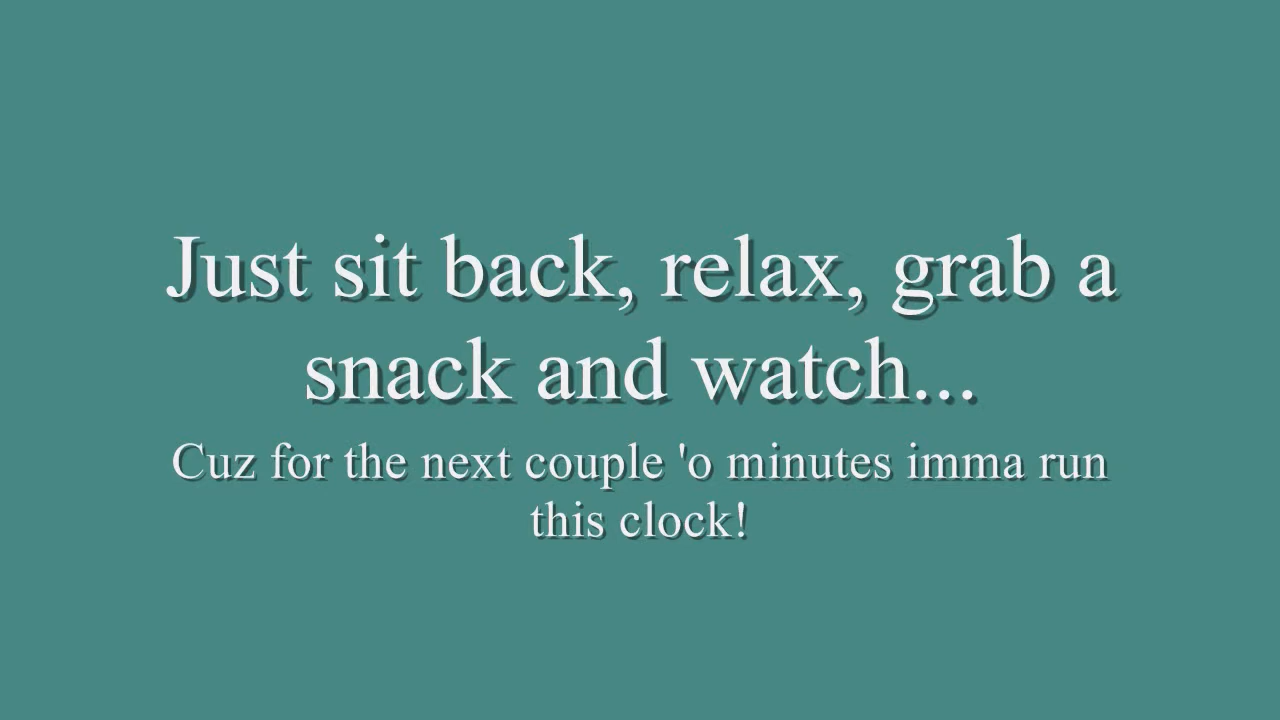 Just sit back, relax, grab a
snack and watch...
Cuz for the next couple 'o minutes imma run
this clock!